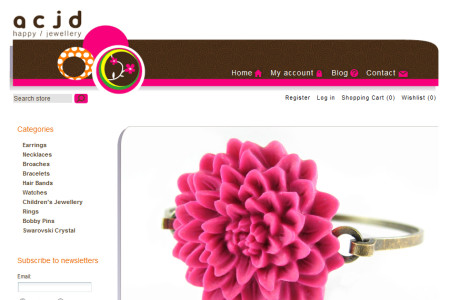 acjd
happy / jewellery
Home My account Blog Contact
Search store
Register Log in Shopping Cart (0) Wishlist (0)
Categories
Earrings
Necklaces
Broaches
Bracelets
Hair Bands
Watches
Children's Jewellery
Rings
Bobby Pins
Swarovski Crystal
Subscribe to newsletters
Email: